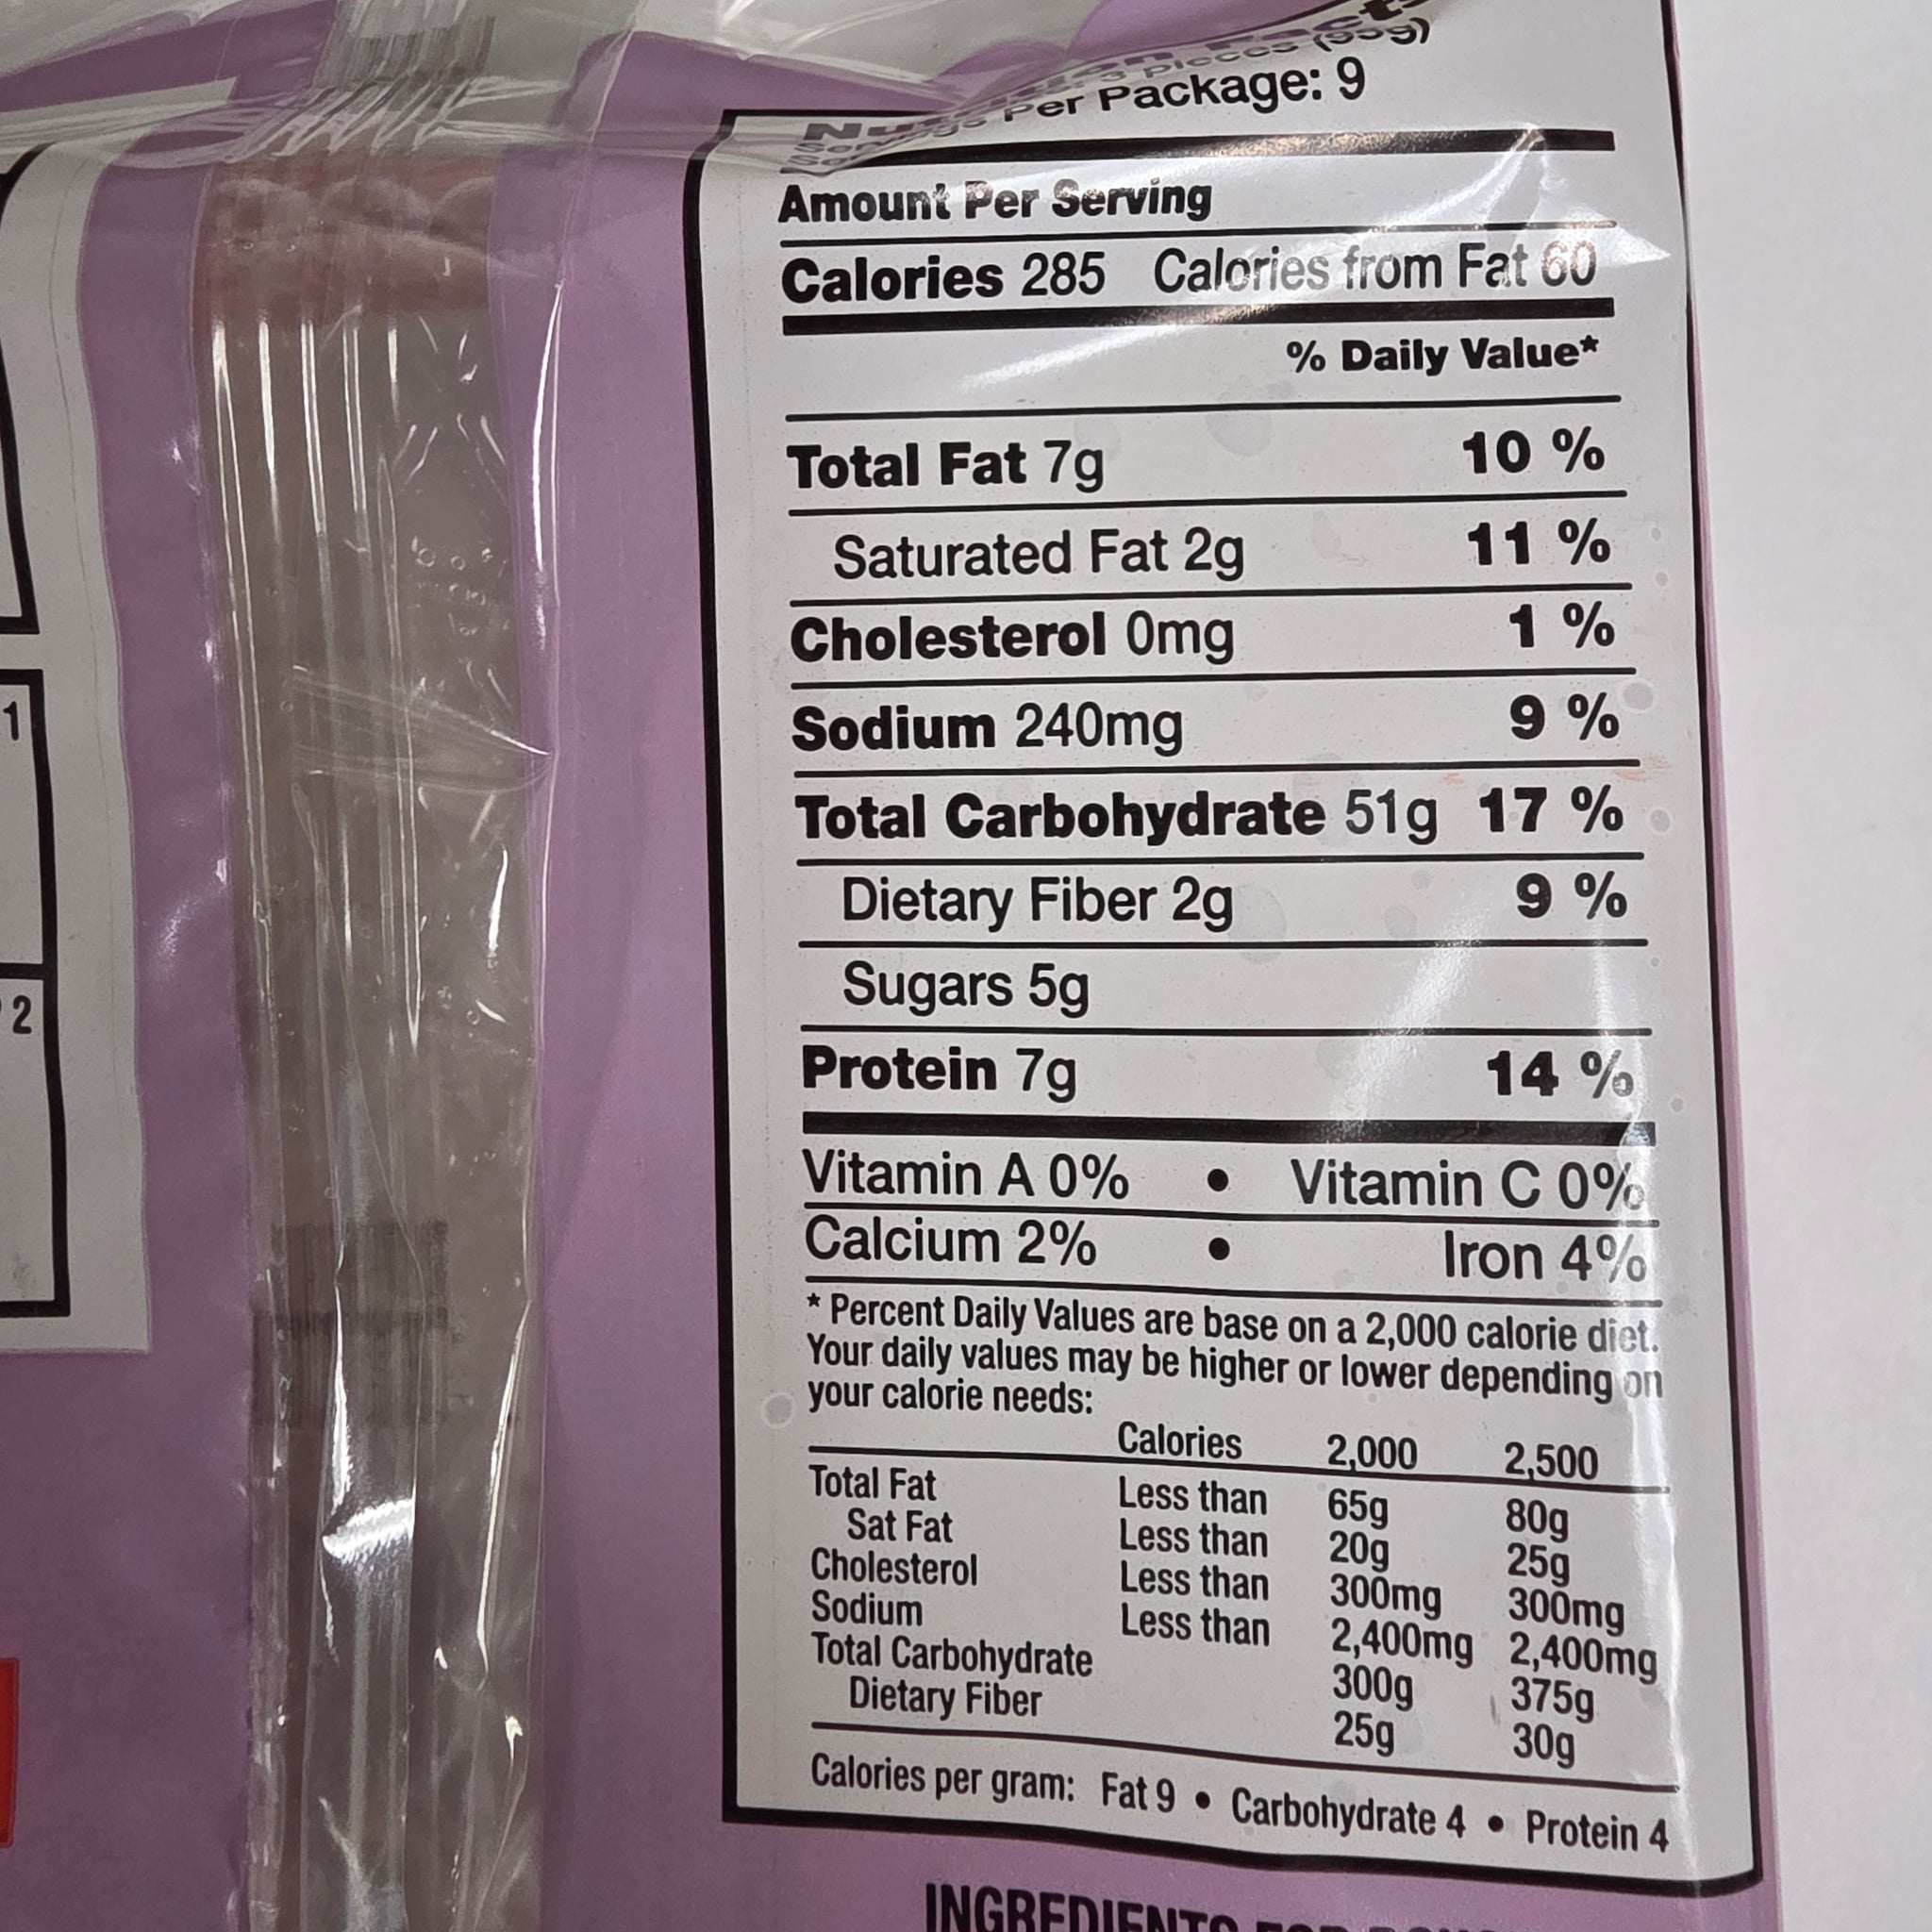 Nutrition Facts
3 pieces
Servings Per Package: 9
Amount Per Serving
Calories 285 Calories from Fat 60
% Daily Value*
Total Fat 7g 10 %
Saturated Fat 2g 11 %
Cholesterol 0mg 1 %
Sodium 240mg 9 %
Total Carbohydrate 51g 17 %
Dietary Fiber 2g 9 %
Sugars 5g
Protein 7g 14 %
Vitamin A 0% • Vitamin C 0%
Calcium 2% • Iron 4%
* Percent Daily Values are base on a 2,000 calorie diet.
Your daily values may be higher or lower depending on
your calorie needs:
Calories 2,000 2,500
Total Fat Less than 65g 80g
Sat Fat Less than 20g 25g
Cholesterol Less than 300mg 300mg
Sodium Less than 2,400mg 2,400mg
Total Carbohydrate 300g 375g
Dietary Fiber 25g 30g
Calories per gram: Fat 9 • Carbohydrate 4 • Protein 4
INGREDIENTS FOR
1
2